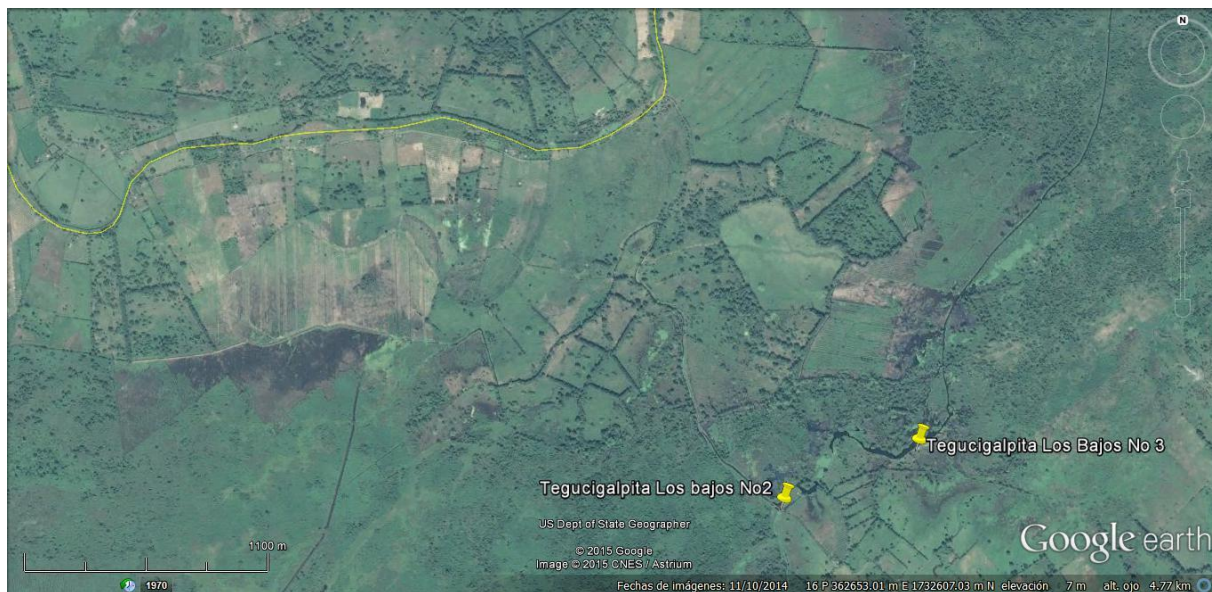 N
Tegucigalpita Los Bajos No 3
Tegucigalpita Los bajos No2
US Dept of State Geographer
© 2015 Google
Image © 2015 CNES / Astrium
Google earth
1100 m
1970
Fechas de imágenes: 11/10/2014 16 P 362653.01 m E 1732607.03 m N elevación 7 m alt. ojo 4.77 km